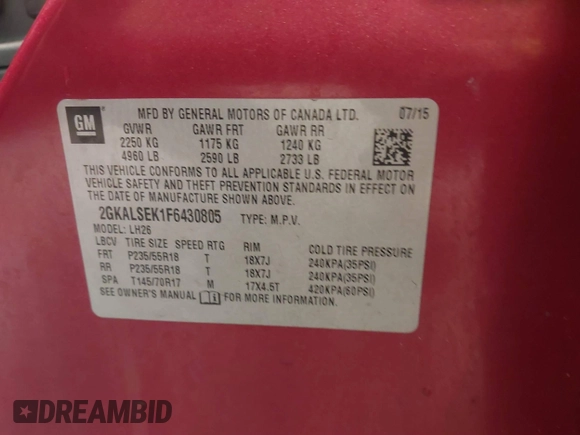 GM
MFD BY GENERAL MOTORS OF CANADA LTD. 07/15
GVWR GAWR FRT GAWR RR
2250 KG 1175 KG 1240 KG
4960 LB 2590 LB 2733 LB
THIS VEHICLE CONFORMS TO ALL APPLICABLE U.S. FEDERAL MOTOR
VEHICLE SAFETY AND THEFT PREVENTION STANDARDS IN EFFECT ON
THE DATE OF MANUFACTURE SHOWN ABOVE.
2GKALSEK1F6430805 TYPE: M.P.V.
MODEL: LH26
LBCV TIRE SIZE SPEED RTG RIM COLD TIRE PRESSURE
FRT P235/55R18 T 18X7J 240KPA(35PSI)
RR P235/55R18 T 18X7J 240KPA(35PSI)
SPA T145/70R17 M 17X4.5T 420KPA(60PSI)
SEE OWNER'S MANUAL FOR MORE INFORMATION.
DREAMBID